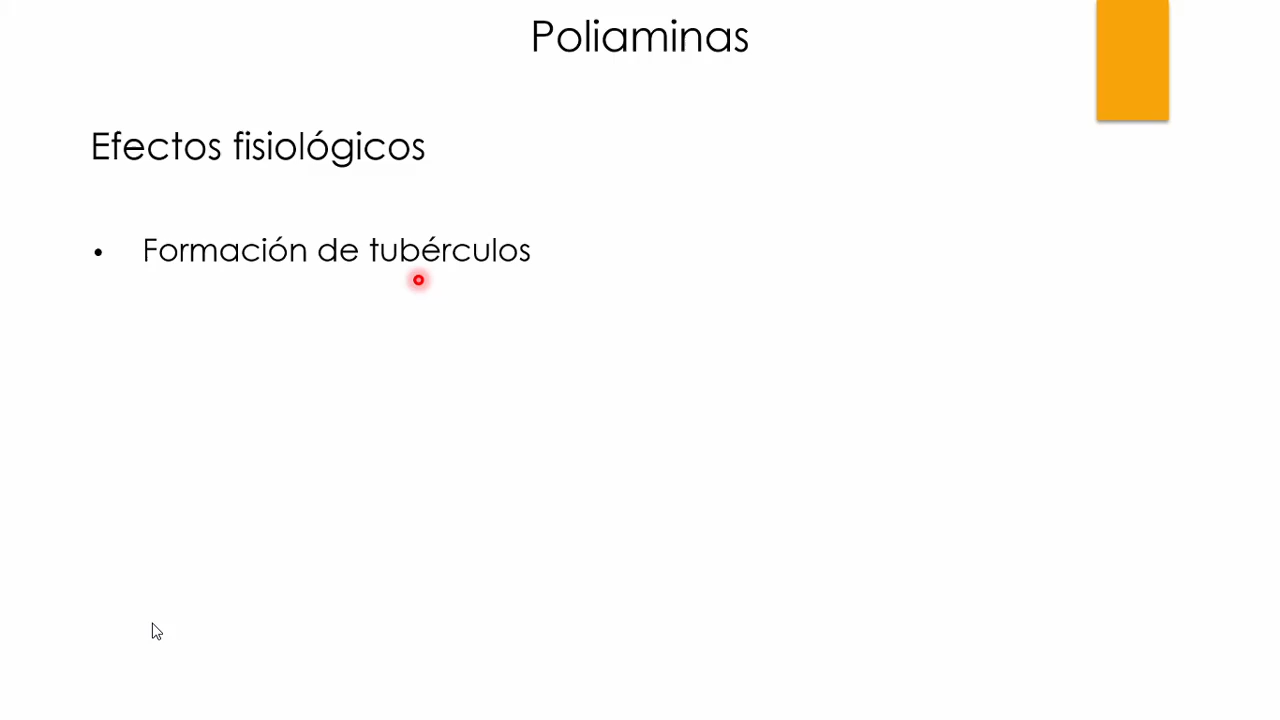 Poliaminas
Efectos fisiológicos
• Formación de tubérculos